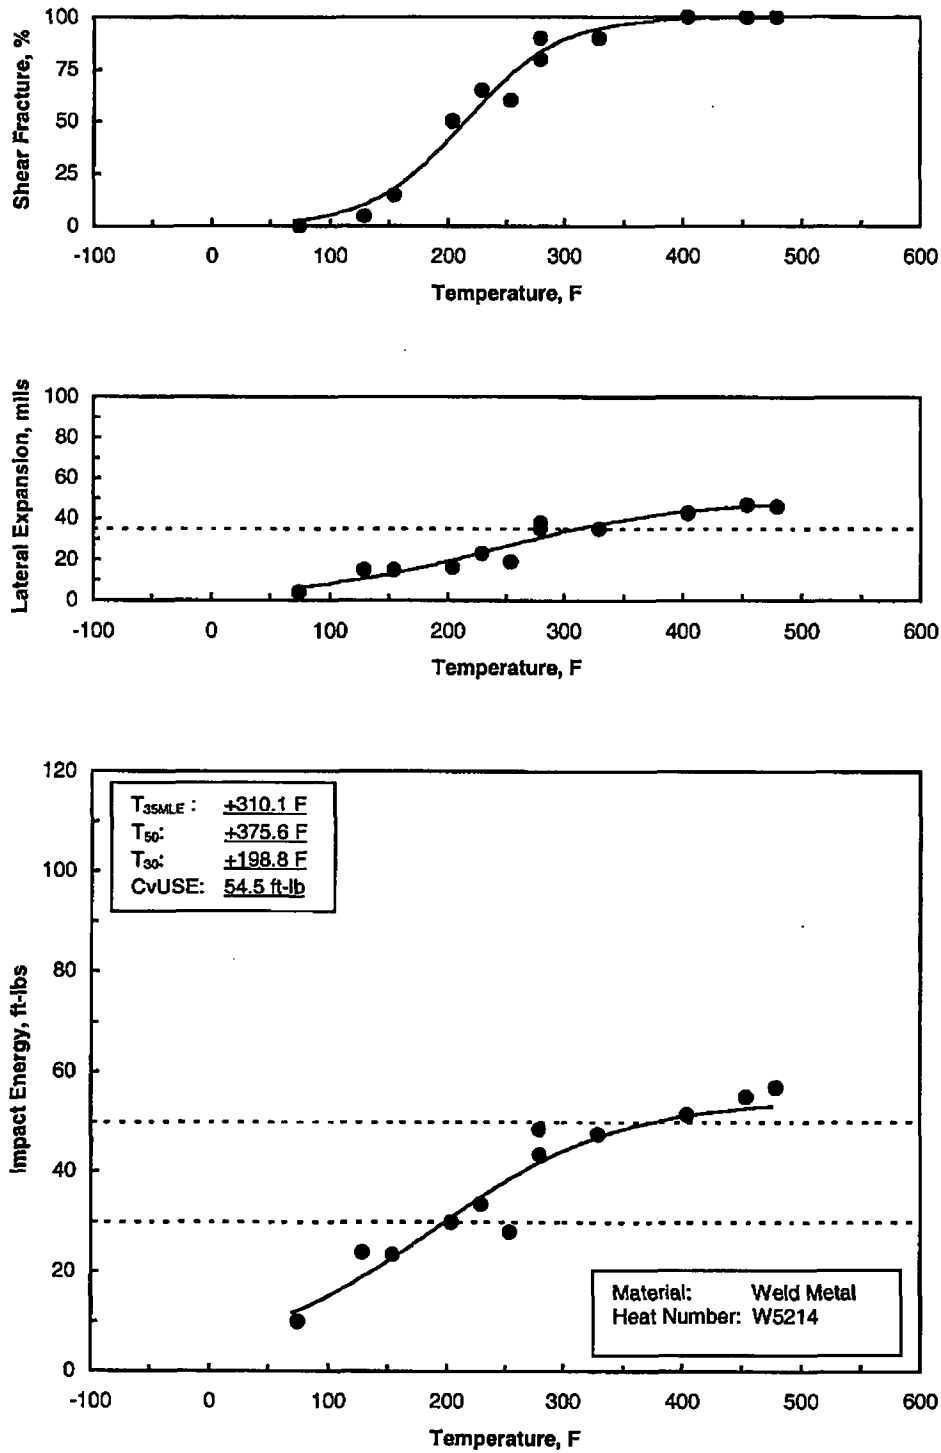 Shear Fracture, %
100
75
50
25
0
-100 0 100 200 300 400 500 600
Temperature, F
Lateral Expansion, mils
100
80
60
40
20
0
-100 0 100 200 300 400 500 600
Temperature, F
Impact Energy, ft-lbs
120
100
80
60
40
20
0
T35MLE : +310.1 F
T50: +375.6 F
T30: +198.8 F
CvUSE: 54.5 ft-lb
Material: Weld Metal
Heat Number: W5214
-100 0 100 200 300 400 500 600
Temperature, F